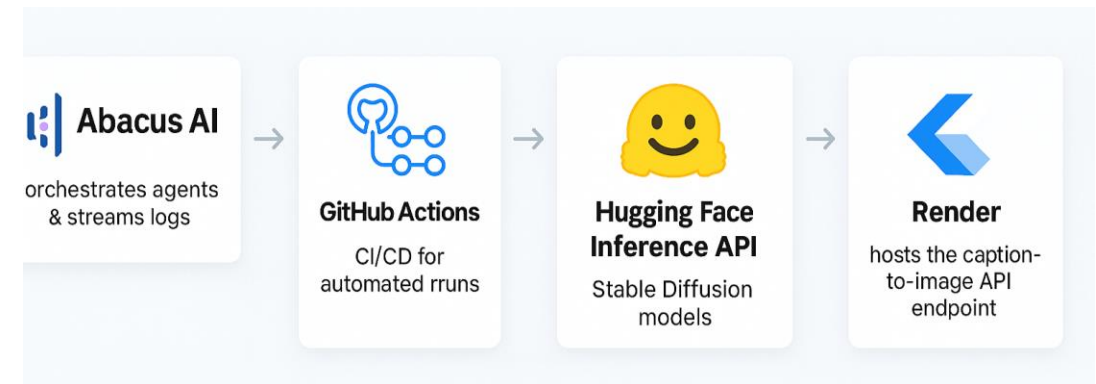 Abacus AI
orchestrates agents
& streams logs
GitHub Actions
CI/CD for
automated rruns
Hugging Face
Inference API
Stable Diffusion
models
Render
hosts the caption-
to-image API
endpoint